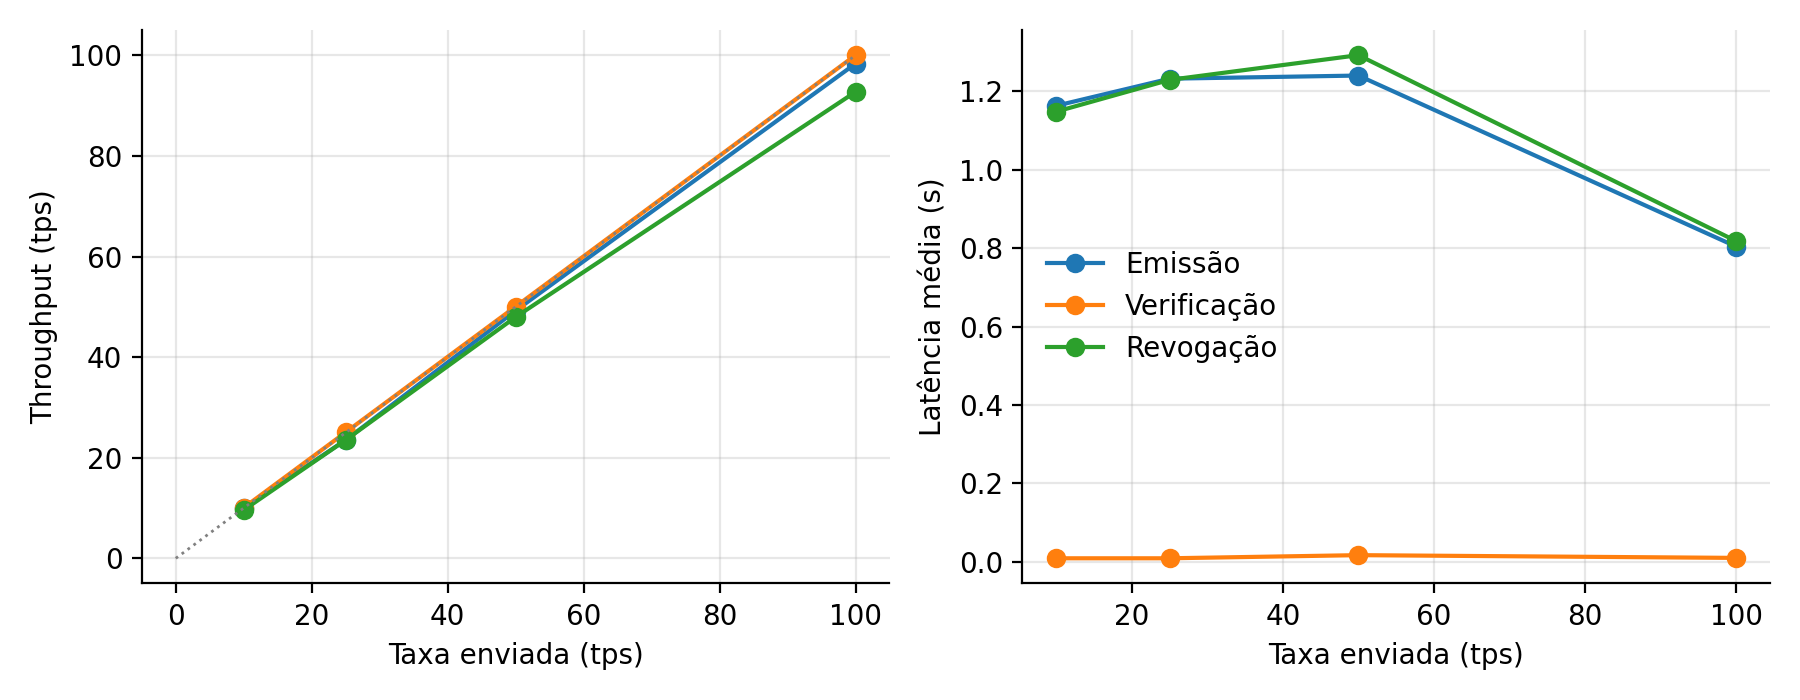 100
80
60
40
20
0
Throughput (tps)
0 20 40 60 80 100
Taxa enviada (tps)
1.2
1.0
0.8
0.6
0.4
0.2
0.0
Latência média (s)
Emissão
Verificação
Revogação
20 40 60 80 100
Taxa enviada (tps)